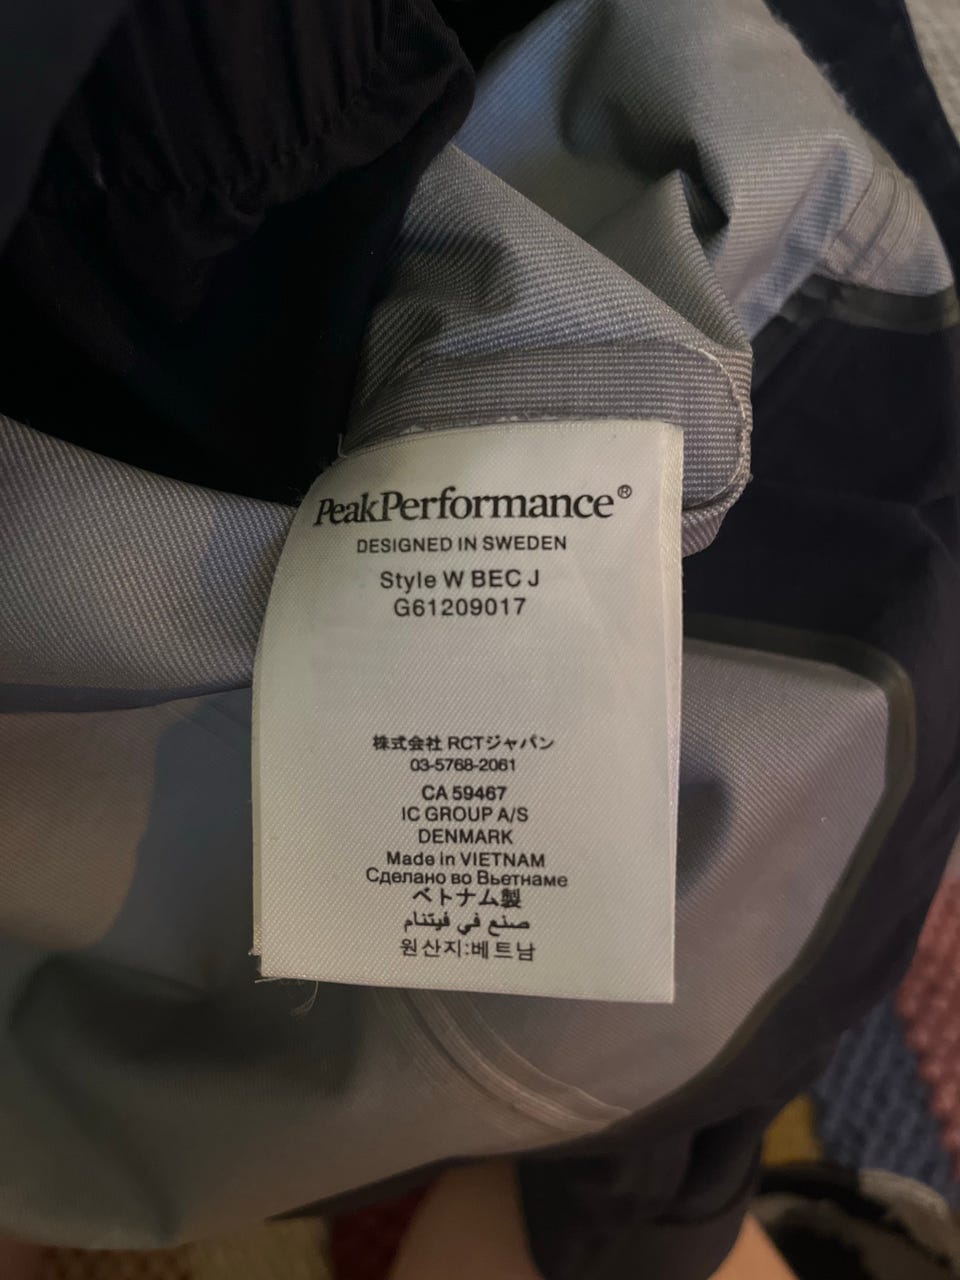 PeakPerformance®
DESIGNED IN SWEDEN
Style W BEC J
G61209017
株式会社 RCTジャパン
03-5768-2061
CA 59467
IC GROUP A/S
DENMARK
Made in VIETNAM
Сделано во Вьетнаме
ベトナム製
صنع في فيتنام
원산지:베트남